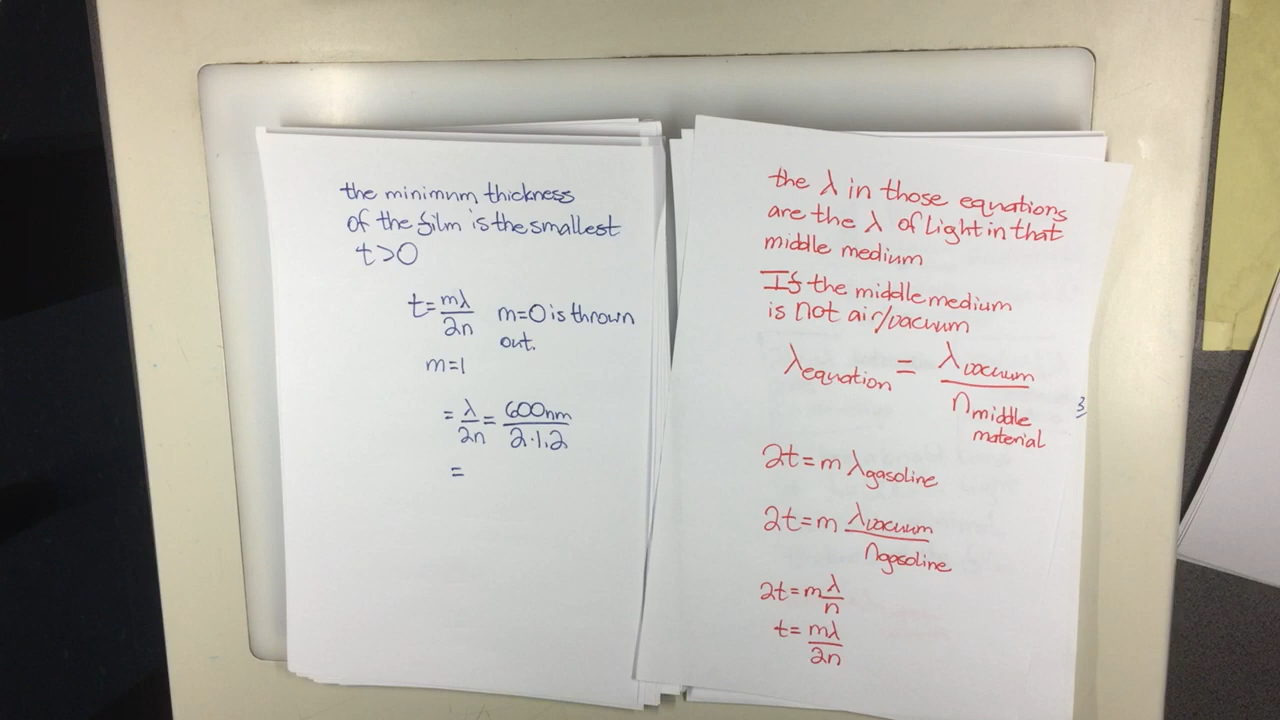 the minimum thickness
of the film is the smallest
t>0
t=mλ/2n m=0 is thrown
out.
m=1
=λ/2n=600nm/2·1.2
=
the λ in those equations
are the λ of light in that
middle medium
If the middle medium
is not air/vacuum
λequation = λvacuum/nmiddle
material
2t=mλgasoline
2t=m λvacuum/ngasoline
2t=mλ/n
t=mλ/2n
3